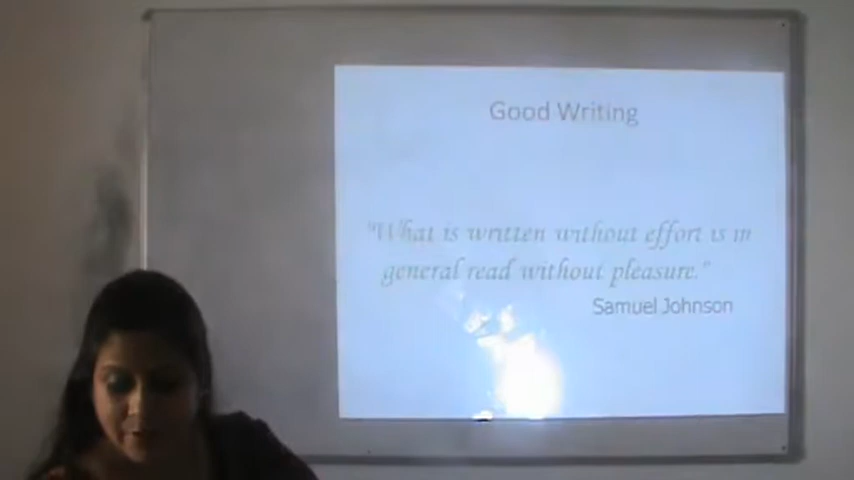 Good Writing
"What is written without effort is in
general read without pleasure."
Samuel Johnson